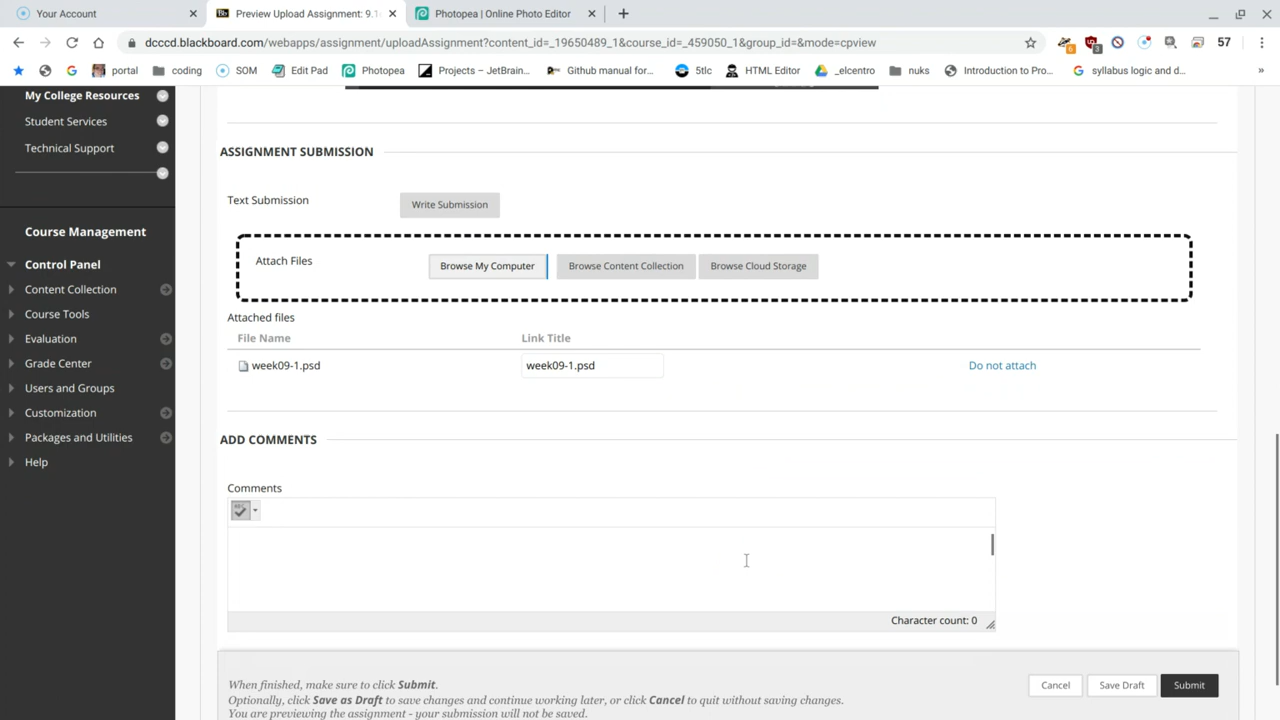 Your Account
Preview Upload Assignment: 9.1
Photopea | Online Photo Editor
dcccd.blackboard.com/webapps/assignment/uploadAssignment?content_id=_19650489_1&course_id=_459050_1&group_id=&mode=cpview
6
3
57
portal
coding
SOM
Edit Pad
Photopea
Projects – JetBrain...
Github manual for...
5tlc
HTML Editor
_elcentro
nuks
Introduction to Pro...
syllabus logic and d...
»
My College Resources
Student Services
Technical Support
Course Management
Control Panel
Content Collection
Course Tools
Evaluation
Grade Center
Users and Groups
Customization
Packages and Utilities
Help
ASSIGNMENT SUBMISSION
Text Submission
Write Submission
Attach Files
Browse My Computer
Browse Content Collection
Browse Cloud Storage
Attached files
File Name
Link Title
week09-1.psd
week09-1.psd
Do not attach
ADD COMMENTS
Comments
Character count: 0
When finished, make sure to click Submit.
Optionally, click Save as Draft to save changes and continue working later, or click Cancel to quit without saving changes.
You are previewing the assignment - your submission will not be saved.
Cancel
Save Draft
Submit